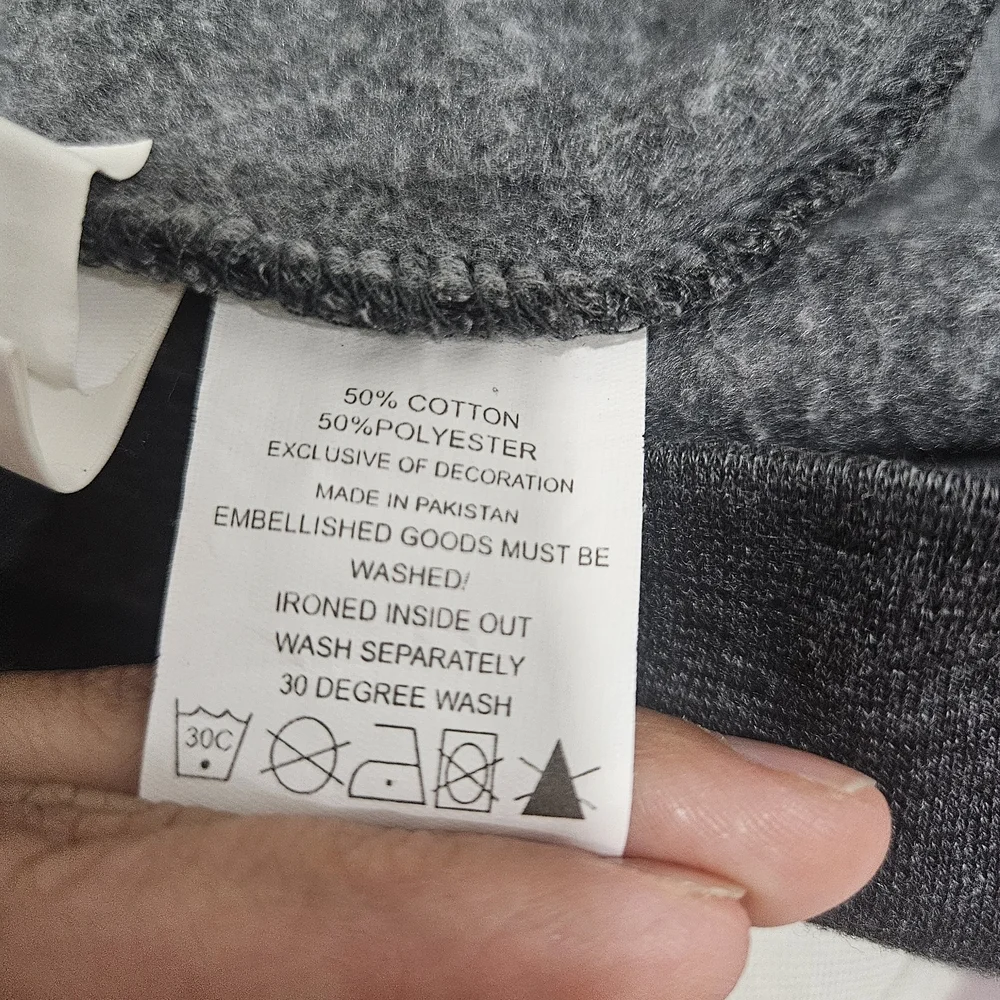 50% COTTON
50%POLYESTER
EXCLUSIVE OF DECORATION
MADE IN PAKISTAN
EMBELLISHED GOODS MUST BE
WASHED/
IRONED INSIDE OUT
WASH SEPARATELY
30 DEGREE WASH
30C